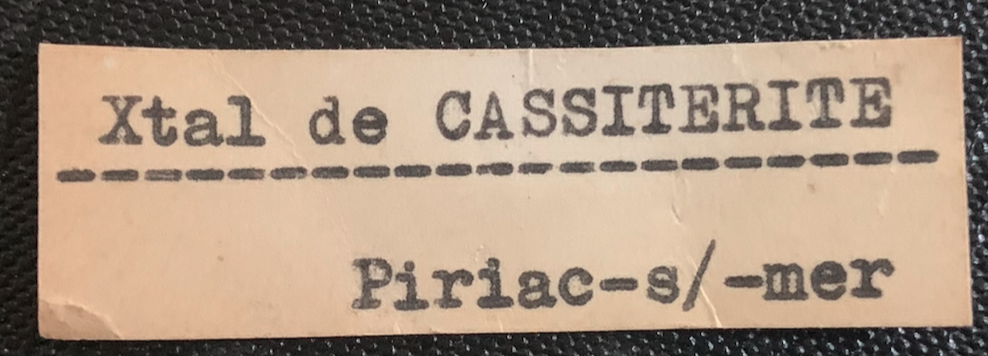 Xtal de CASSITERITE
Piriac-s/-mer